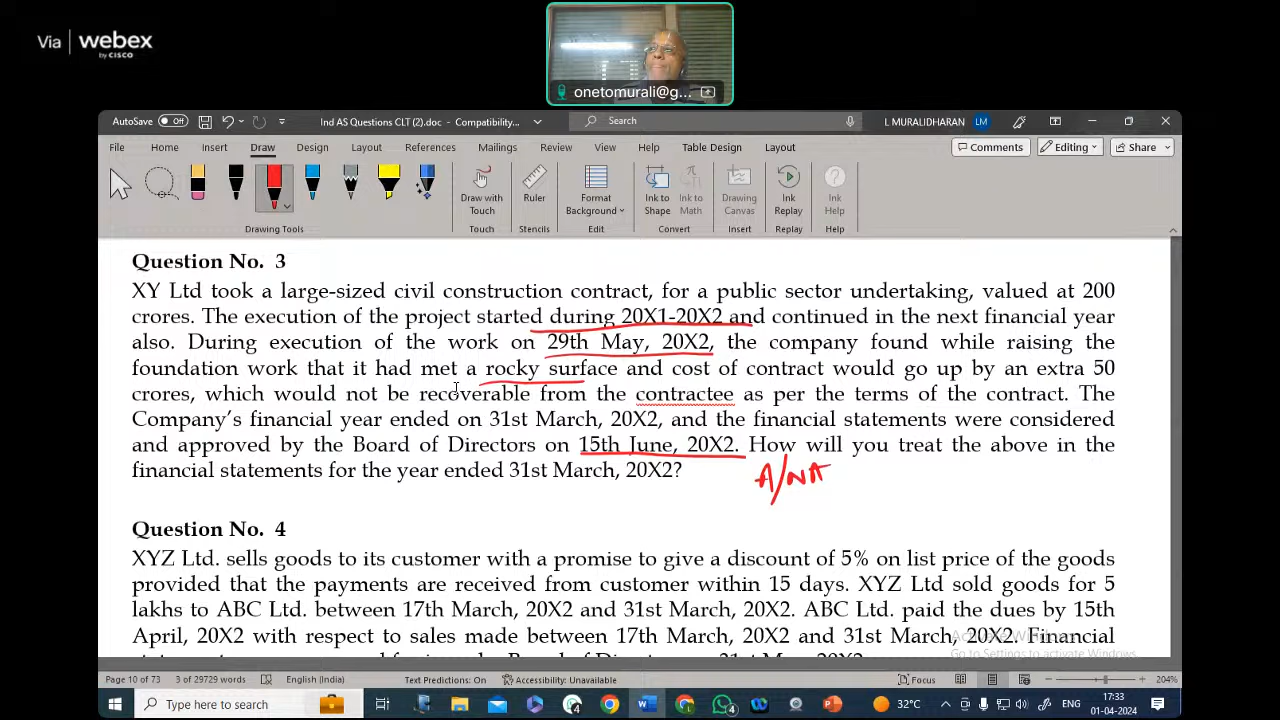 Via webex
by CISCO
onetomurali@g...
AutoSave Off Ind AS Questions CLT (2).doc - Compatibility... Search L MURALIDHARAN LM
File Home Insert Draw Design Layout References Mailings Review View Help Table Design Layout Comments Editing Share
Draw with Touch Ruler Format Background Ink to Shape Ink to Math Drawing Canvas Ink Replay Ink Help
Drawing Tools Touch Stencils Edit Convert Insert Replay Help
Question No. 3
XY Ltd took a large-sized civil construction contract, for a public sector undertaking, valued at 200
crores. The execution of the project started during 20X1-20X2 and continued in the next financial year
also. During execution of the work on 29th May, 20X2, the company found while raising the
foundation work that it had met a rocky surface and cost of contract would go up by an extra 50
crores, which would not be recoverable from the contractee as per the terms of the contract. The
Company's financial year ended on 31st March, 20X2, and the financial statements were considered
and approved by the Board of Directors on 15th June, 20X2. How will you treat the above in the
financial statements for the year ended 31st March, 20X2?
A/NA
Question No. 4
XYZ Ltd. sells goods to its customer with a promise to give a discount of 5% on list price of the goods
provided that the payments are received from customer within 15 days. XYZ Ltd sold goods for 5
lakhs to ABC Ltd. between 17th March, 20X2 and 31st March, 20X2. ABC Ltd. paid the dues by 15th
April, 20X2 with respect to sales made between 17th March, 20X2 and 31st March, 20X2. Financial
Activate Windows
Go to Settings to activate Windows.
Page 10 of 73 3 of 29729 words English (India) Text Predictions: On Accessibility: Unavailable Focus 204%
Type here to search 4 4 32°C 17:33
01-04-2024